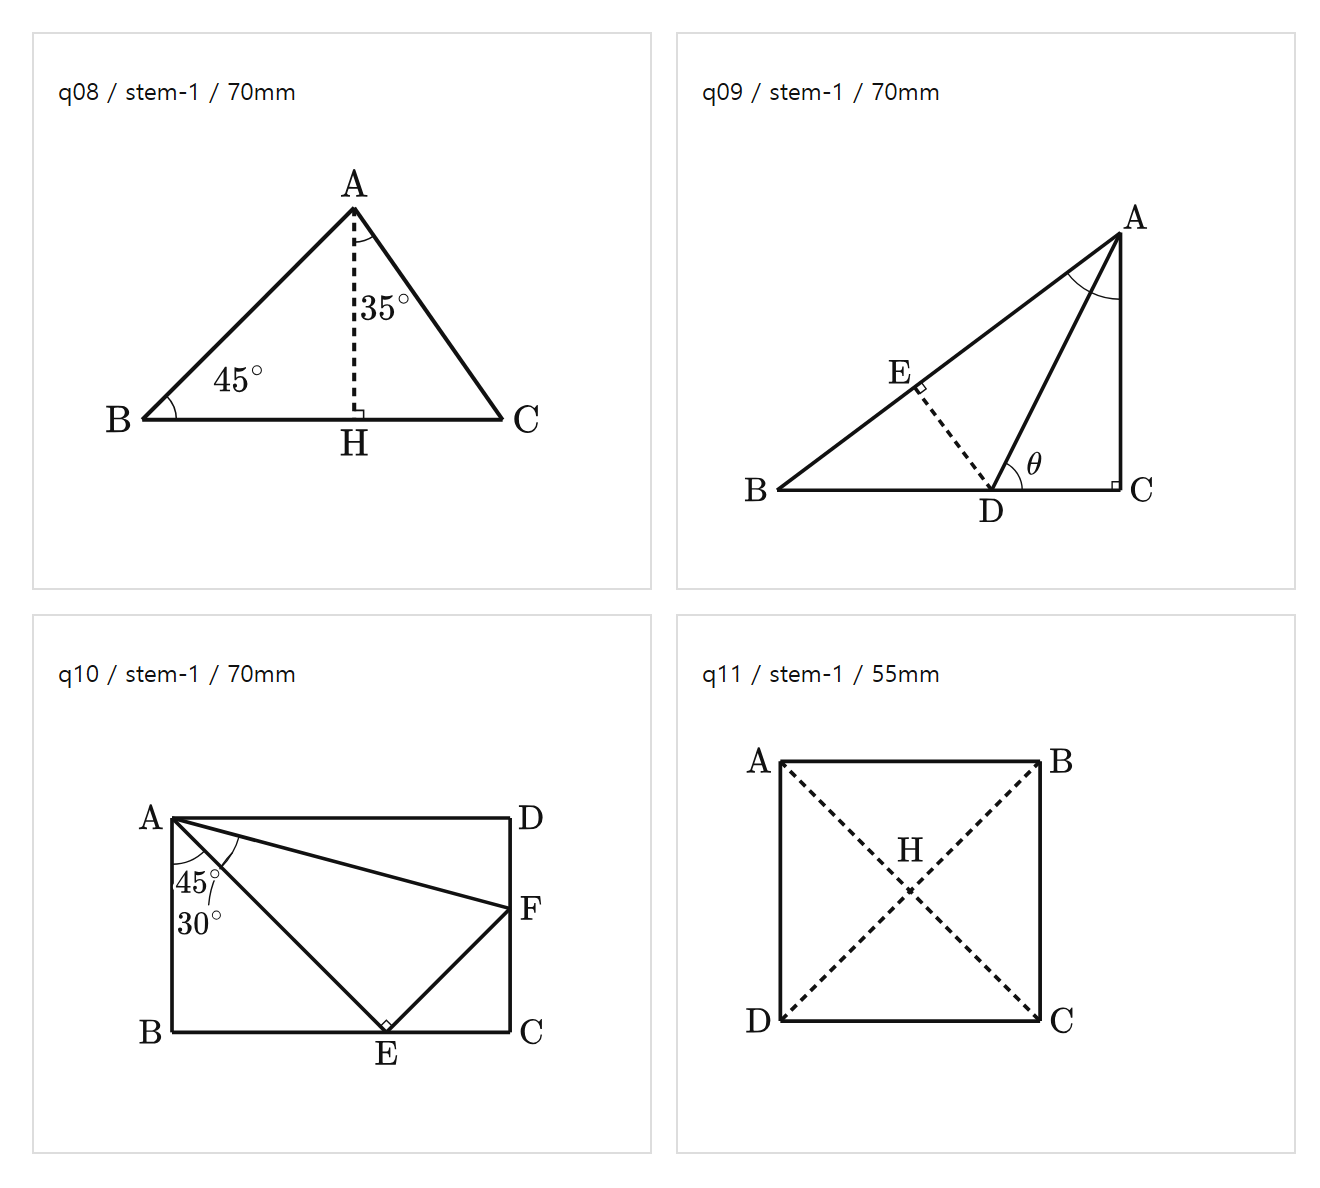 q08 / stem-1 / 70mm
A
35°
45°
B
H
C
q09 / stem-1 / 70mm
A
E
θ
B
D
C
q10 / stem-1 / 70mm
A
D
45°
30°
F
B
E
C
q11 / stem-1 / 55mm
A
B
H
D
C